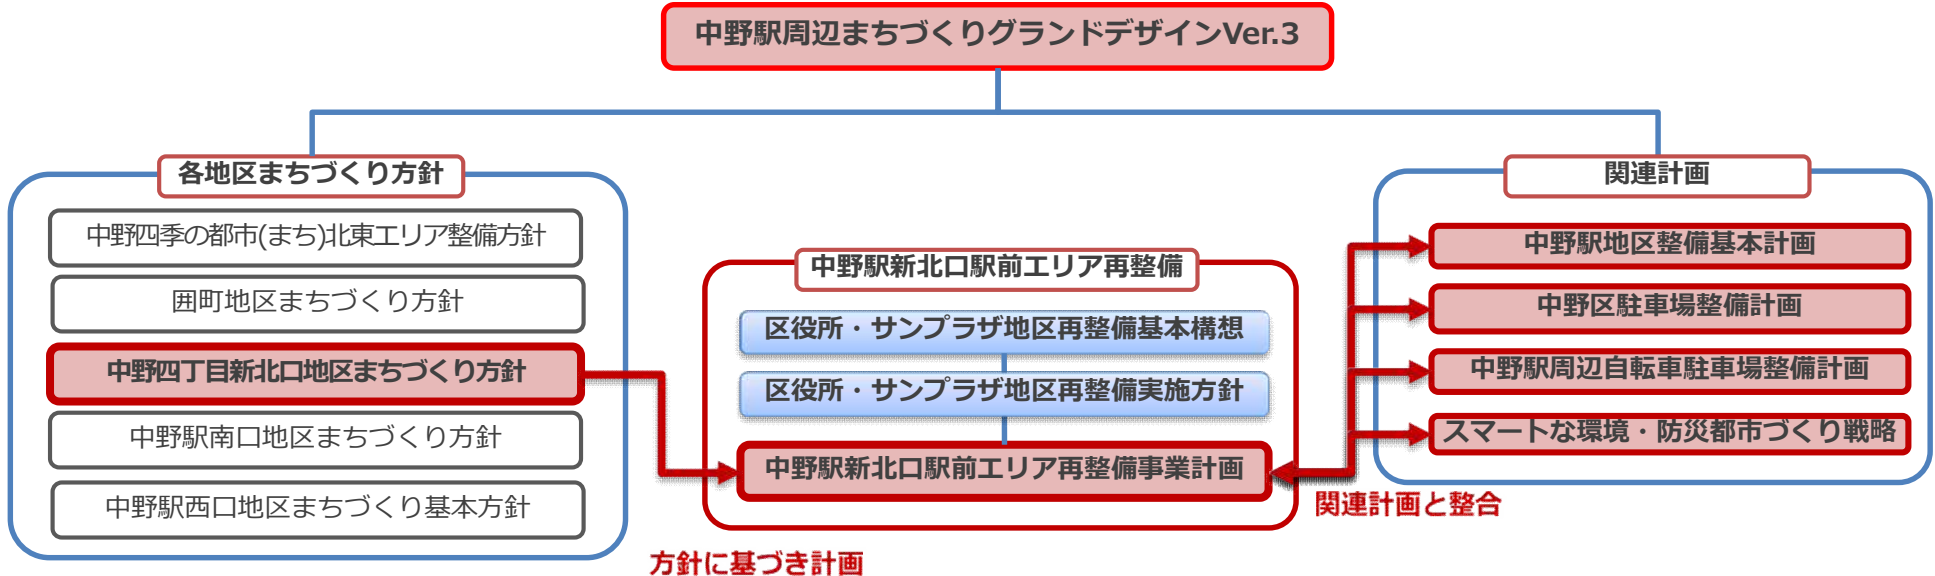 中野駅周辺まちづくりグランドデザインVer.3
各地区まちづくり方針
中野四季の都市(まち)北東エリア整備方針
囲町地区まちづくり方針
中野四丁目新北口地区まちづくり方針
中野駅南口地区まちづくり方針
中野駅西口地区まちづくり基本方針
中野駅新北口駅前エリア再整備
区役所・サンプラザ地区再整備基本構想
区役所・サンプラザ地区再整備実施方針
中野駅新北口駅前エリア再整備事業計画
方針に基づき計画
関連計画
中野駅地区整備基本計画
中野区駐車場整備計画
中野駅周辺自転車駐車場整備計画
スマートな環境・防災都市づくり戦略
関連計画と整合